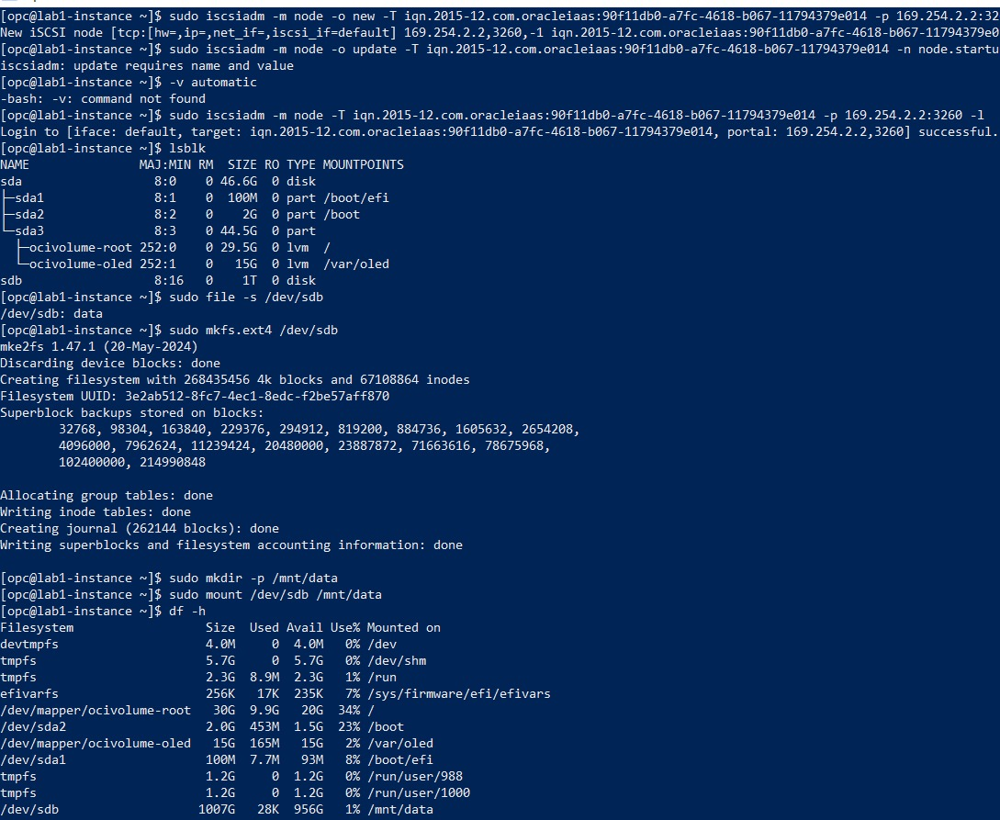 [opc@lab1-instance ~]$ sudo iscsiadm -m node -o new -T iqn.2015-12.com.oracleiaas:90f11db0-a7fc-4618-b067-11794379e014 -p 169.254.2.2:32
New iSCSI node [tcp:[hw=,ip=,net_if=,iscsi_if=default] 169.254.2.2,3260,-1 iqn.2015-12.com.oracleiaas:90f11db0-a7fc-4618-b067-11794379e0
[opc@lab1-instance ~]$ sudo iscsiadm -m node -o update -T iqn.2015-12.com.oracleiaas:90f11db0-a7fc-4618-b067-11794379e014 -n node.startu
iscsiadm: update requires name and value
[opc@lab1-instance ~]$ -v automatic
-bash: -v: command not found
[opc@lab1-instance ~]$ sudo iscsiadm -m node -T iqn.2015-12.com.oracleiaas:90f11db0-a7fc-4618-b067-11794379e014 -p 169.254.2.2:3260 -l
Login to [iface: default, target: iqn.2015-12.com.oracleiaas:90f11db0-a7fc-4618-b067-11794379e014, portal: 169.254.2.2,3260] successful.
[opc@lab1-instance ~]$ lsblk
NAME               MAJ:MIN RM  SIZE RO TYPE MOUNTPOINTS
sda                  8:0    0 46.6G  0 disk
├─sda1               8:1    0  100M  0 part /boot/efi
├─sda2               8:2    0    2G  0 part /boot
└─sda3               8:3    0 44.5G  0 part
  ├─ocivolume-root 252:0    0 29.5G  0 lvm  /
  └─ocivolume-oled 252:1    0   15G  0 lvm  /var/oled
sdb                  8:16   0    1T  0 disk
[opc@lab1-instance ~]$ sudo file -s /dev/sdb
/dev/sdb: data
[opc@lab1-instance ~]$ sudo mkfs.ext4 /dev/sdb
mke2fs 1.47.1 (20-May-2024)
Discarding device blocks: done
Creating filesystem with 268435456 4k blocks and 67108864 inodes
Filesystem UUID: 3e2ab512-8fc7-4ec1-8edc-f2be57aff870
Superblock backups stored on blocks:
        32768, 98304, 163840, 229376, 294912, 819200, 884736, 1605632, 2654208,
        4096000, 7962624, 11239424, 20480000, 23887872, 71663616, 78675968,
        102400000, 214990848
Allocating group tables: done
Writing inode tables: done
Creating journal (262144 blocks): done
Writing superblocks and filesystem accounting information: done
[opc@lab1-instance ~]$ sudo mkdir -p /mnt/data
[opc@lab1-instance ~]$ sudo mount /dev/sdb /mnt/data
[opc@lab1-instance ~]$ df -h
Filesystem                  Size  Used Avail Use% Mounted on
devtmpfs                    4.0M     0  4.0M   0% /dev
tmpfs                       5.7G     0  5.7G   0% /dev/shm
tmpfs                       2.3G  8.9M  2.3G   1% /run
efivarfs                    256K   17K  235K   7% /sys/firmware/efi/efivars
/dev/mapper/ocivolume-root   30G  9.9G   20G  34% /
/dev/sda2                   2.0G  453M  1.5G  23% /boot
/dev/mapper/ocivolume-oled   15G  165M   15G   2% /var/oled
/dev/sda1                   100M  7.7M   93M   8% /boot/efi
tmpfs                       1.2G     0  1.2G   0% /run/user/988
tmpfs                       1.2G     0  1.2G   0% /run/user/1000
/dev/sdb                   1007G   28K  956G   1% /mnt/data